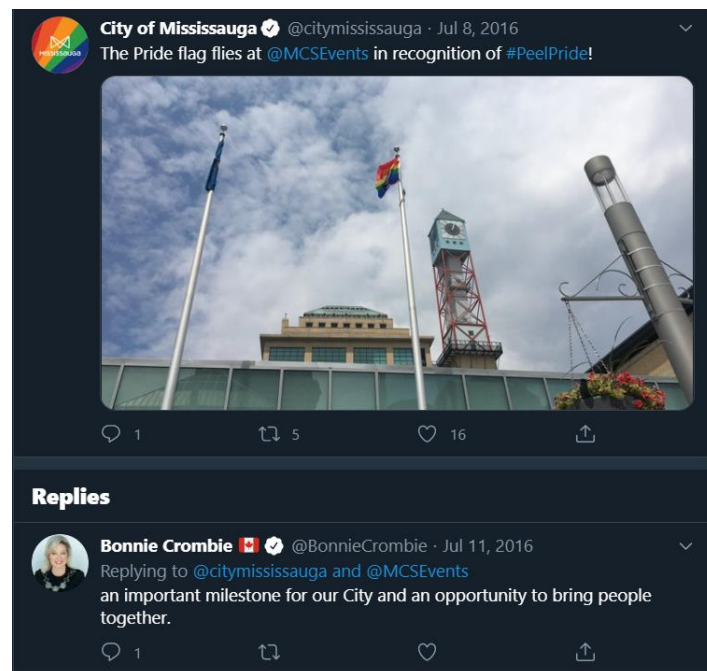 City of Mississauga @citymississauga · Jul 8, 2016
The Pride flag flies at @MCSEvents in recognition of #PeelPride!
MISSISSAUGA
1 5 16
Replies
Bonnie Crombie @BonnieCrombie · Jul 11, 2016
Replying to @citymississauga and @MCSEvents
an important milestone for our City and an opportunity to bring people
together.
1